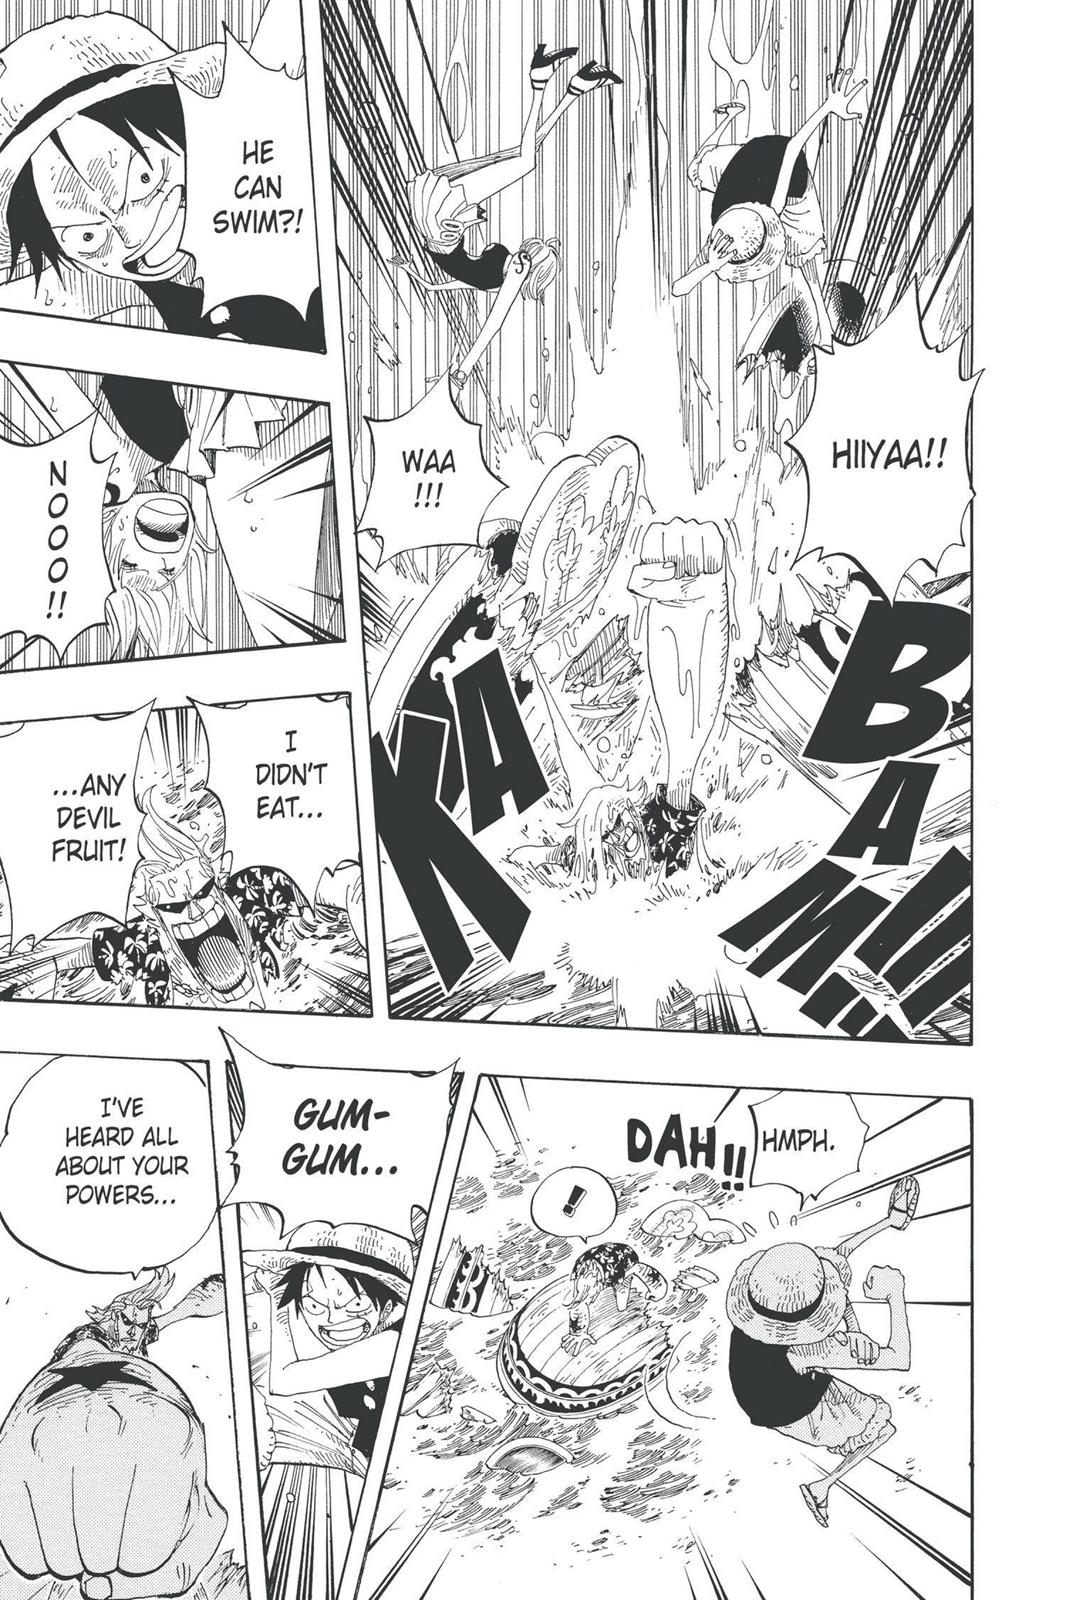 HIIYAA!!
WAA
!!!
KA
BAM!!
HE
CAN
SWIM?!
NOOO!!
I
DIDN'T
EAT...
...ANY
DEVIL
FRUIT!
HMPH.
DAH!!
!
GUM-
GUM...
I'VE
HEARD ALL
ABOUT YOUR
POWERS...